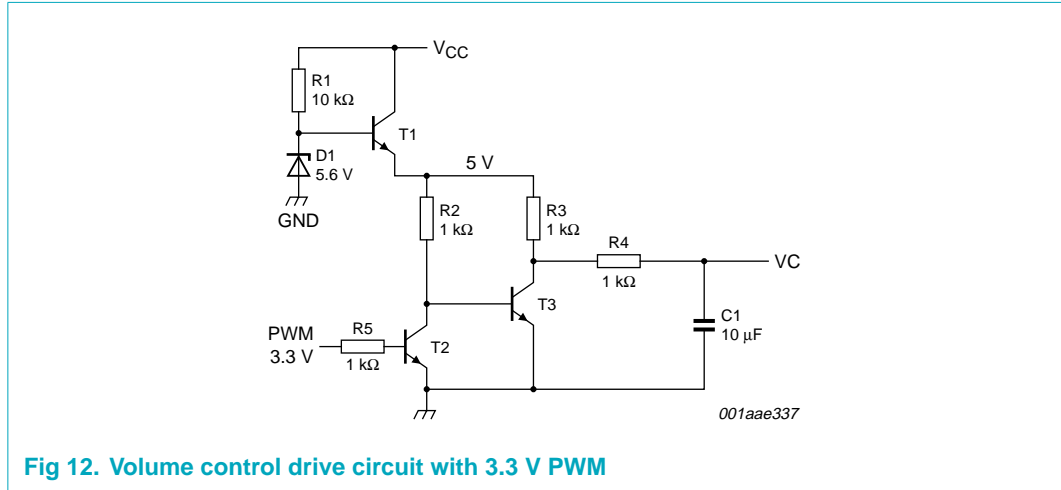 V_CC
R1
10 kΩ
T1
D1
5.6 V
GND
5 V
R2
1 kΩ
R3
1 kΩ
R4
1 kΩ
VC
T3
C1
10 μF
PWM
3.3 V
R5
1 kΩ
T2
001aae337
Fig 12. Volume control drive circuit with 3.3 V PWM